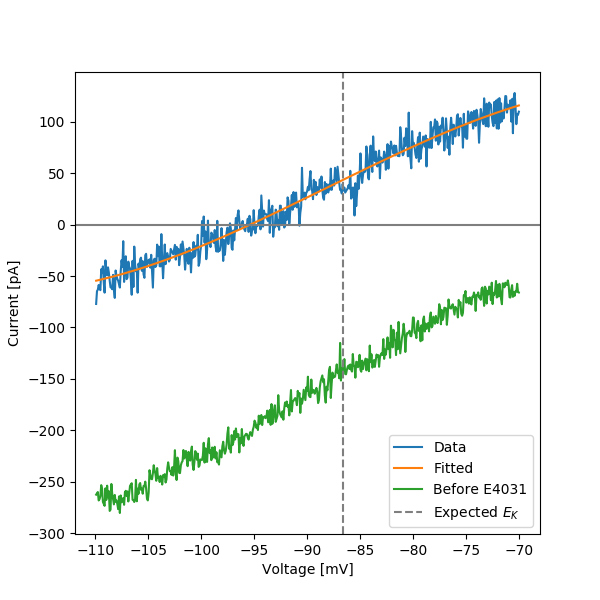 100
50
0
−50
−100
−150
−200
−250
−300
Current [pA]
Data
Fitted
Before E4031
Expected E_K
−110 −105 −100 −95 −90 −85 −80 −75 −70
Voltage [mV]